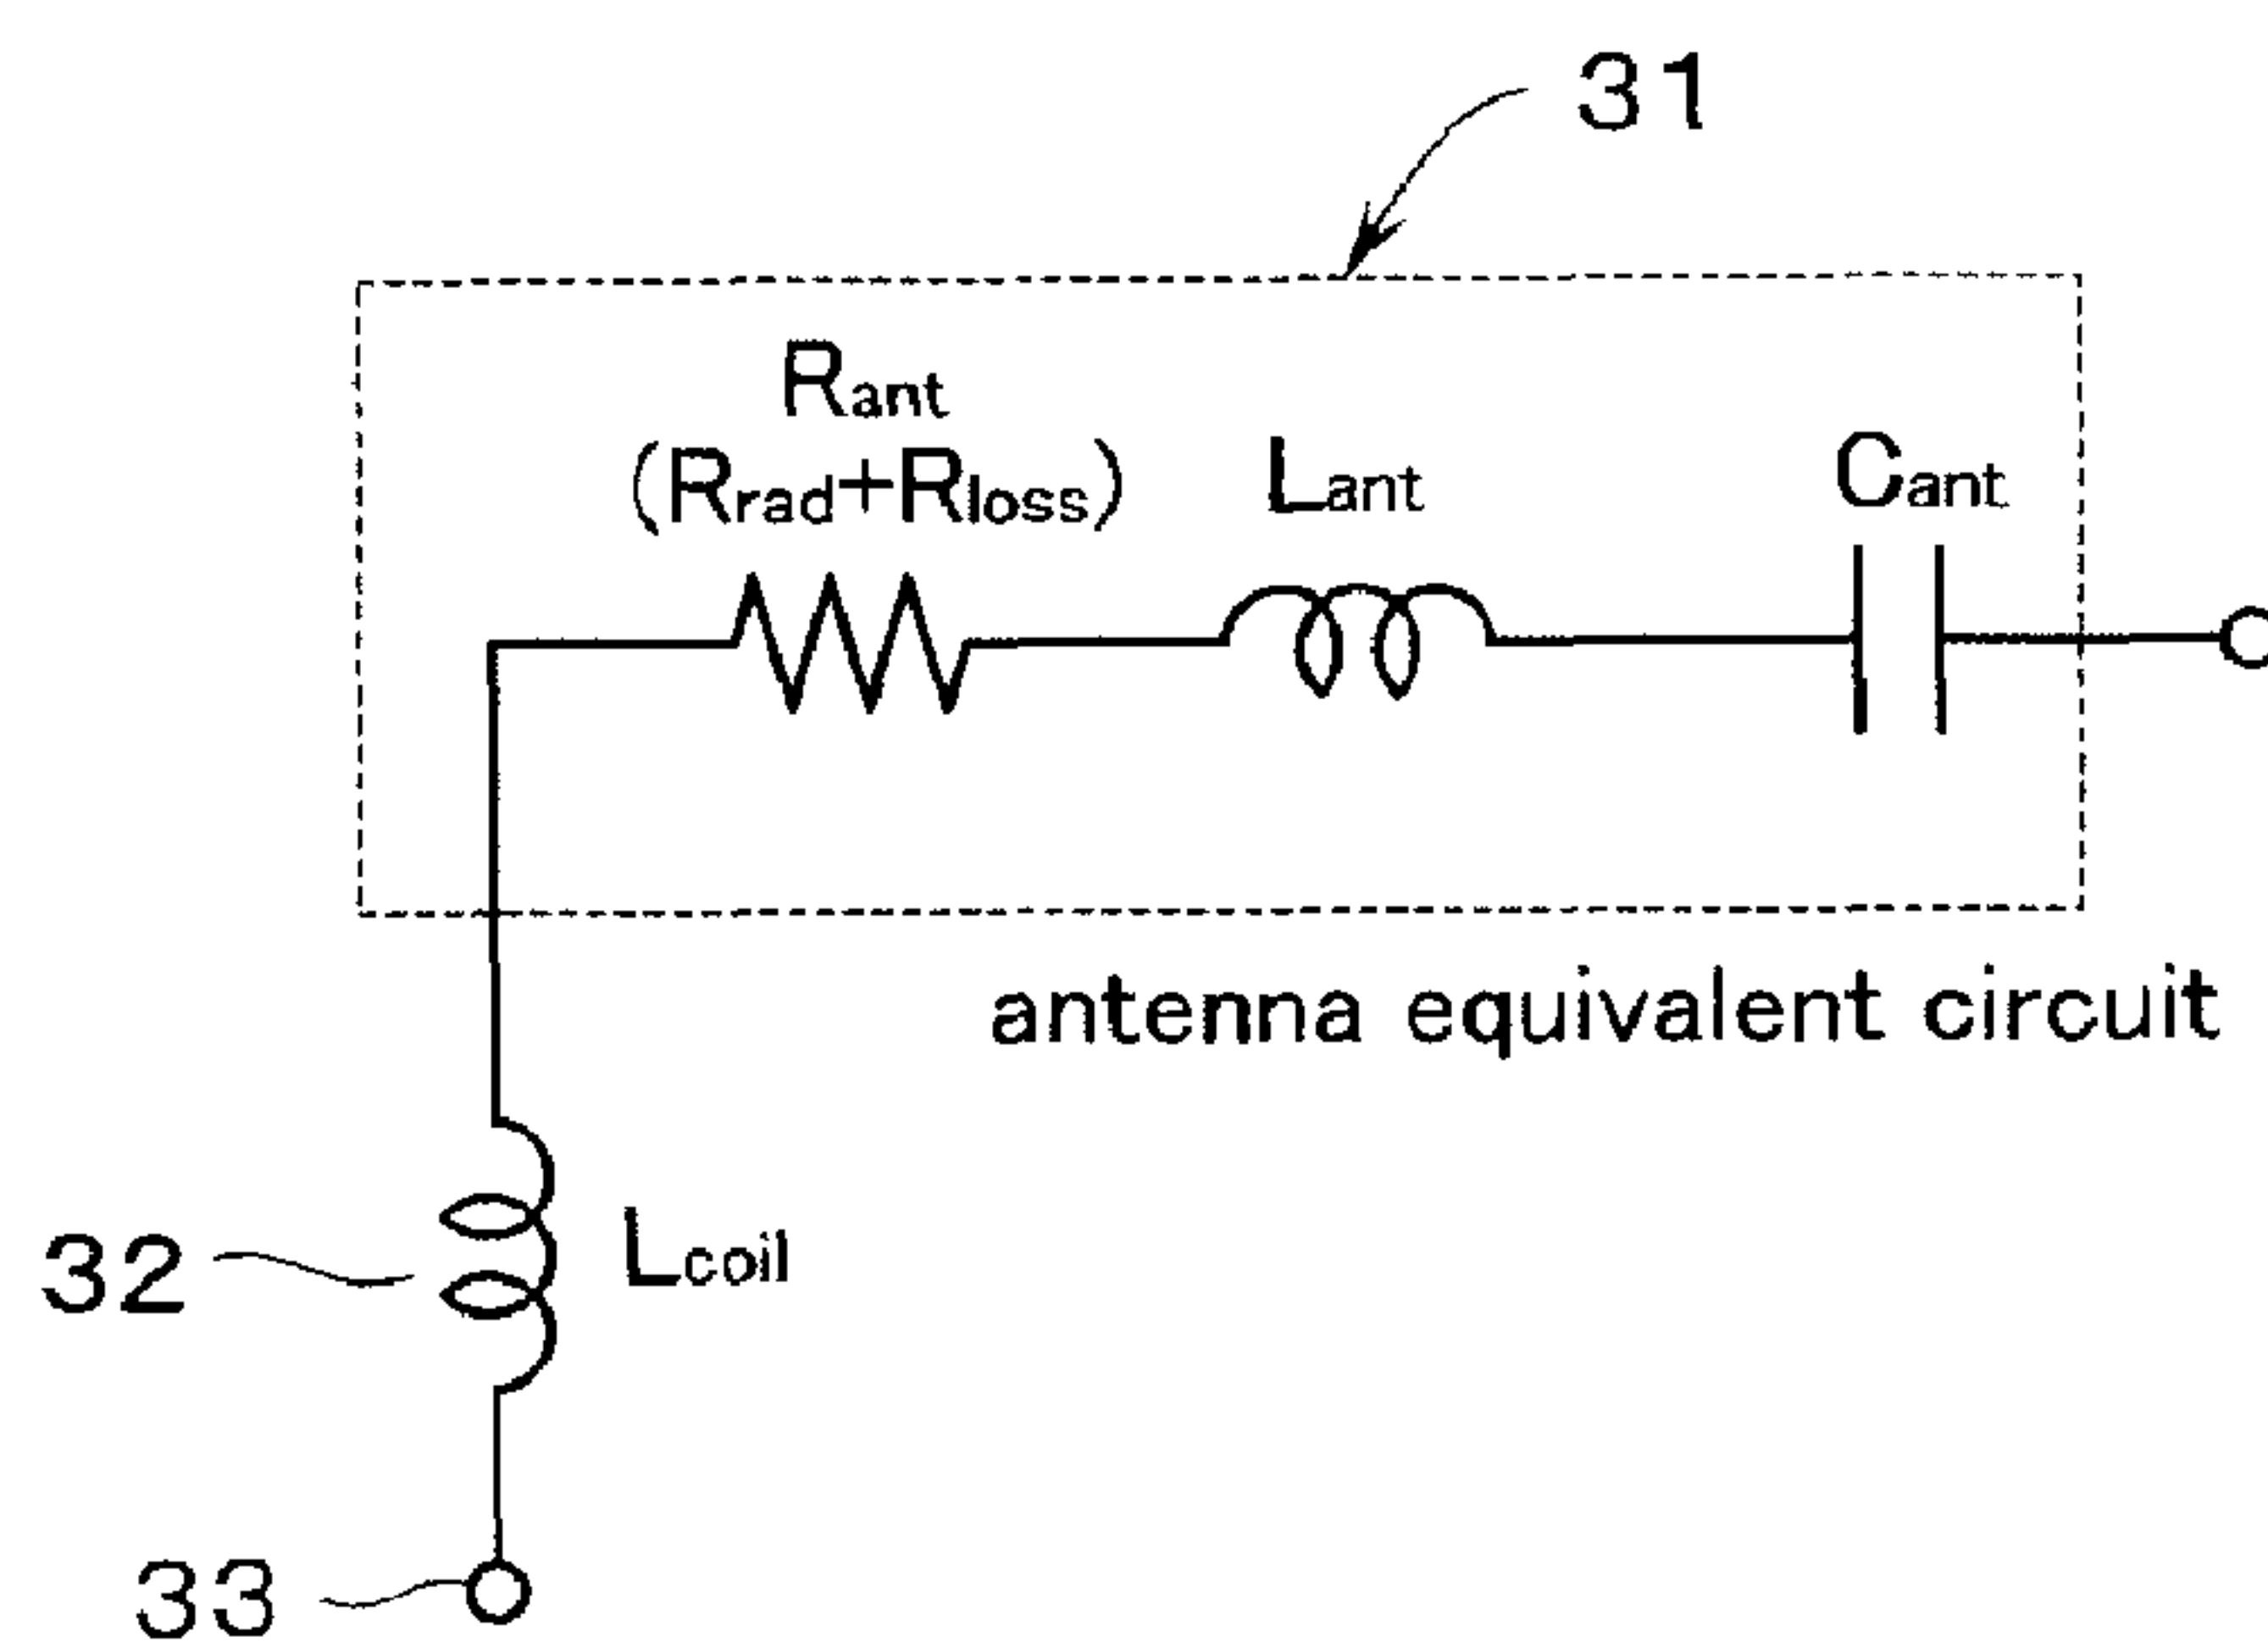 31
Rant
(Rrad+Rloss)
Lant
Cant
antenna equivalent circuit
32
Lcoil
33